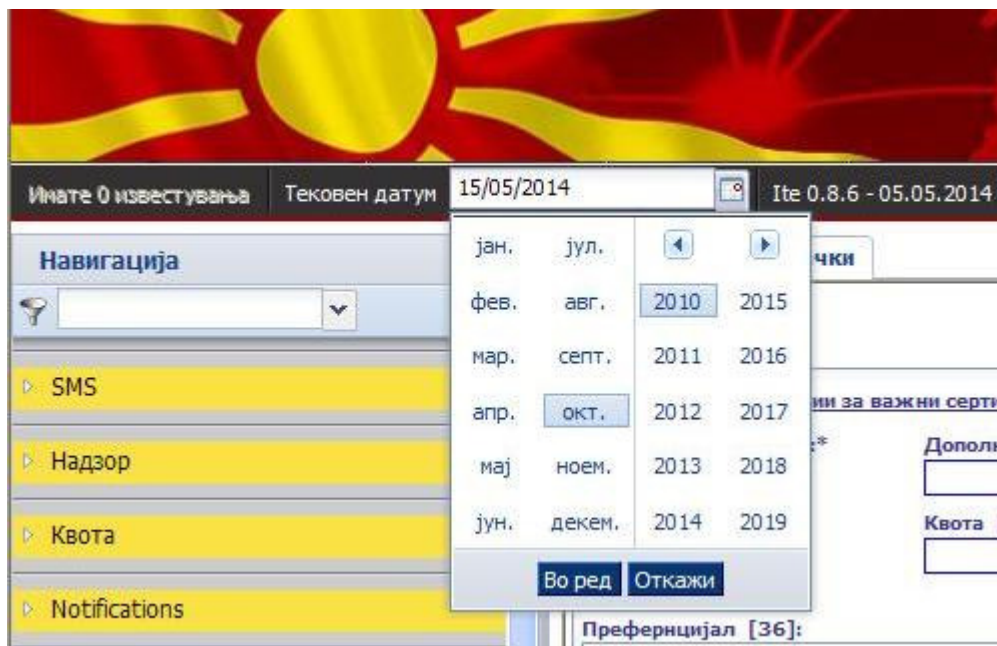 Имате 0 известувања Тековен датум 15/05/2014 Ite 0.8.6 - 05.05.2014
Навигација
чки
јан. јул.
фев. авг. 2010 2015
мар. септ. 2011 2016
апр. окт. 2012 2017
мај ноем. 2013 2018
јун. декем. 2014 2019
Во ред Откажи
SMS
Надзор
Квота
Notifications
ии за важни серти
:* Дополн
Квота
Префернцијал [36]: